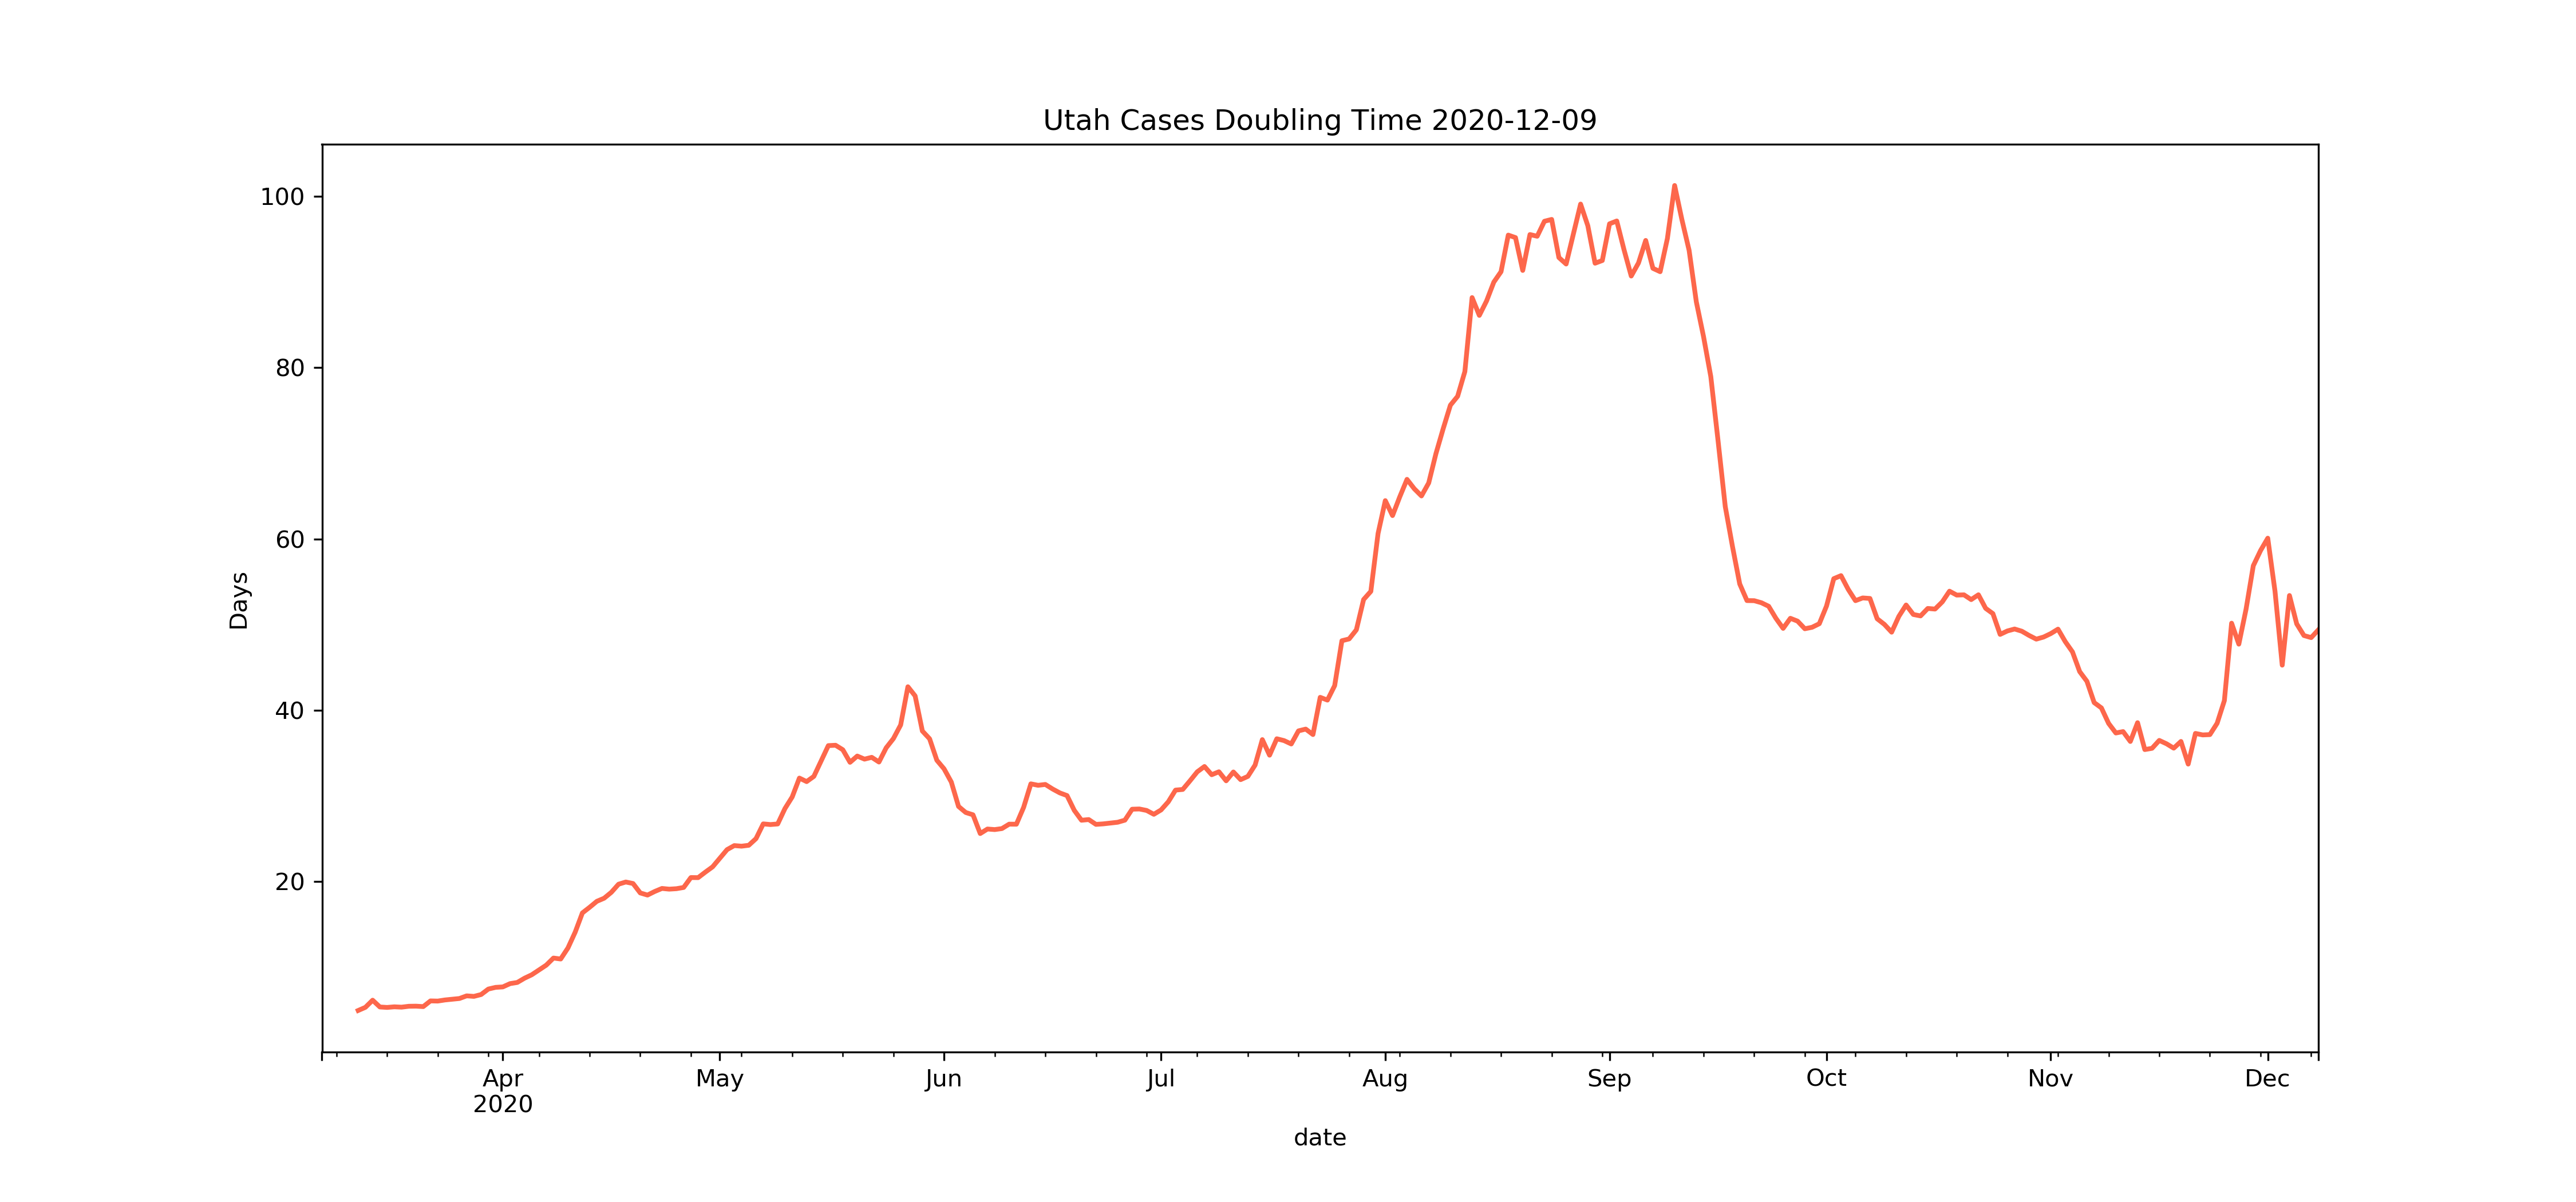 Utah Cases Doubling Time 2020-12-09
100
80
60
40
20
Days
Apr May Jun Jul Aug Sep Oct Nov Dec
2020
date